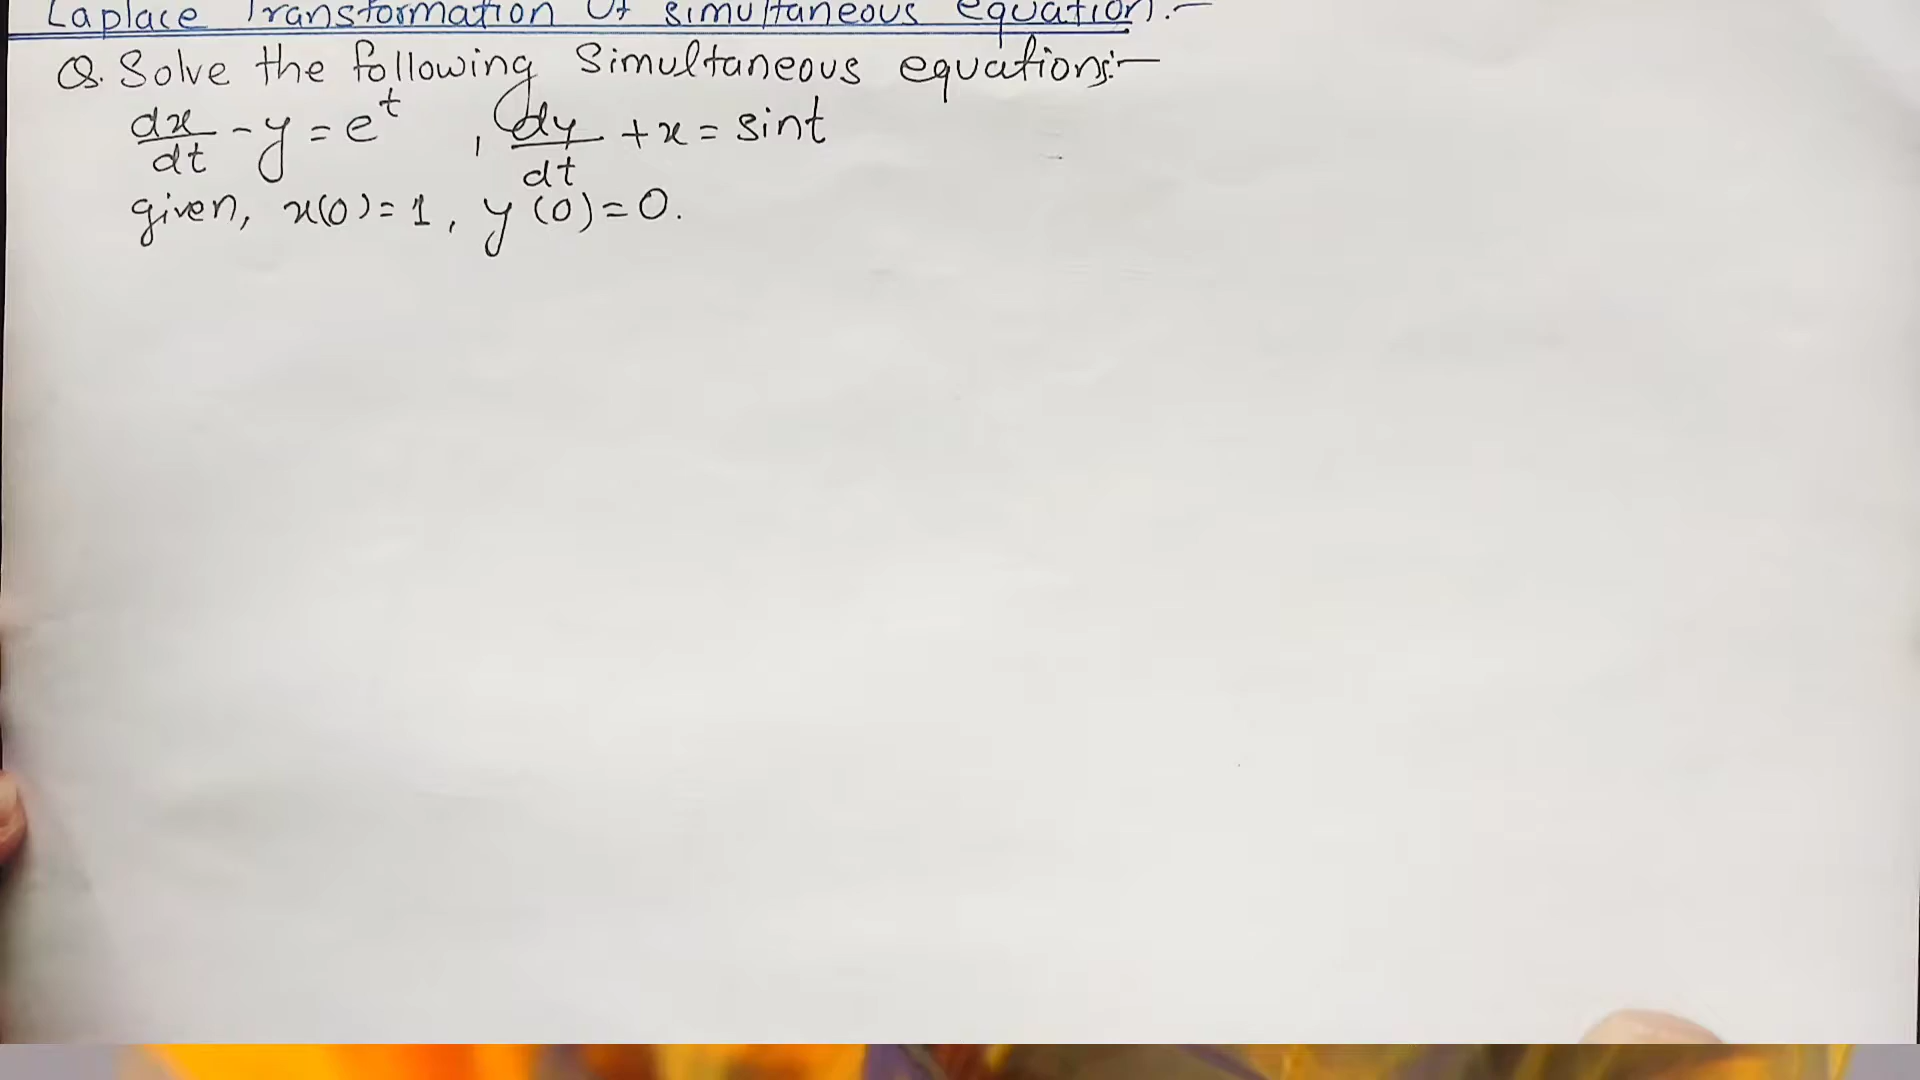 Laplace Transformation Of simultaneous equation:-
Q. Solve the following Simultaneous equations:-
dx/dt - y = e^t , dy/dt + x = sint
given, x(0)=1, y(0)=0.